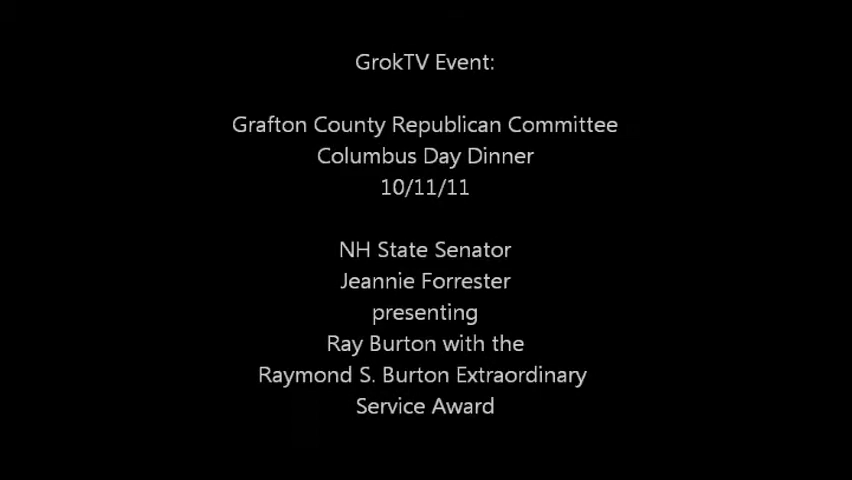 GrokTV Event:
Grafton County Republican Committee
Columbus Day Dinner
10/11/11
NH State Senator
Jeannie Forrester
presenting
Ray Burton with the
Raymond S. Burton Extraordinary
Service Award